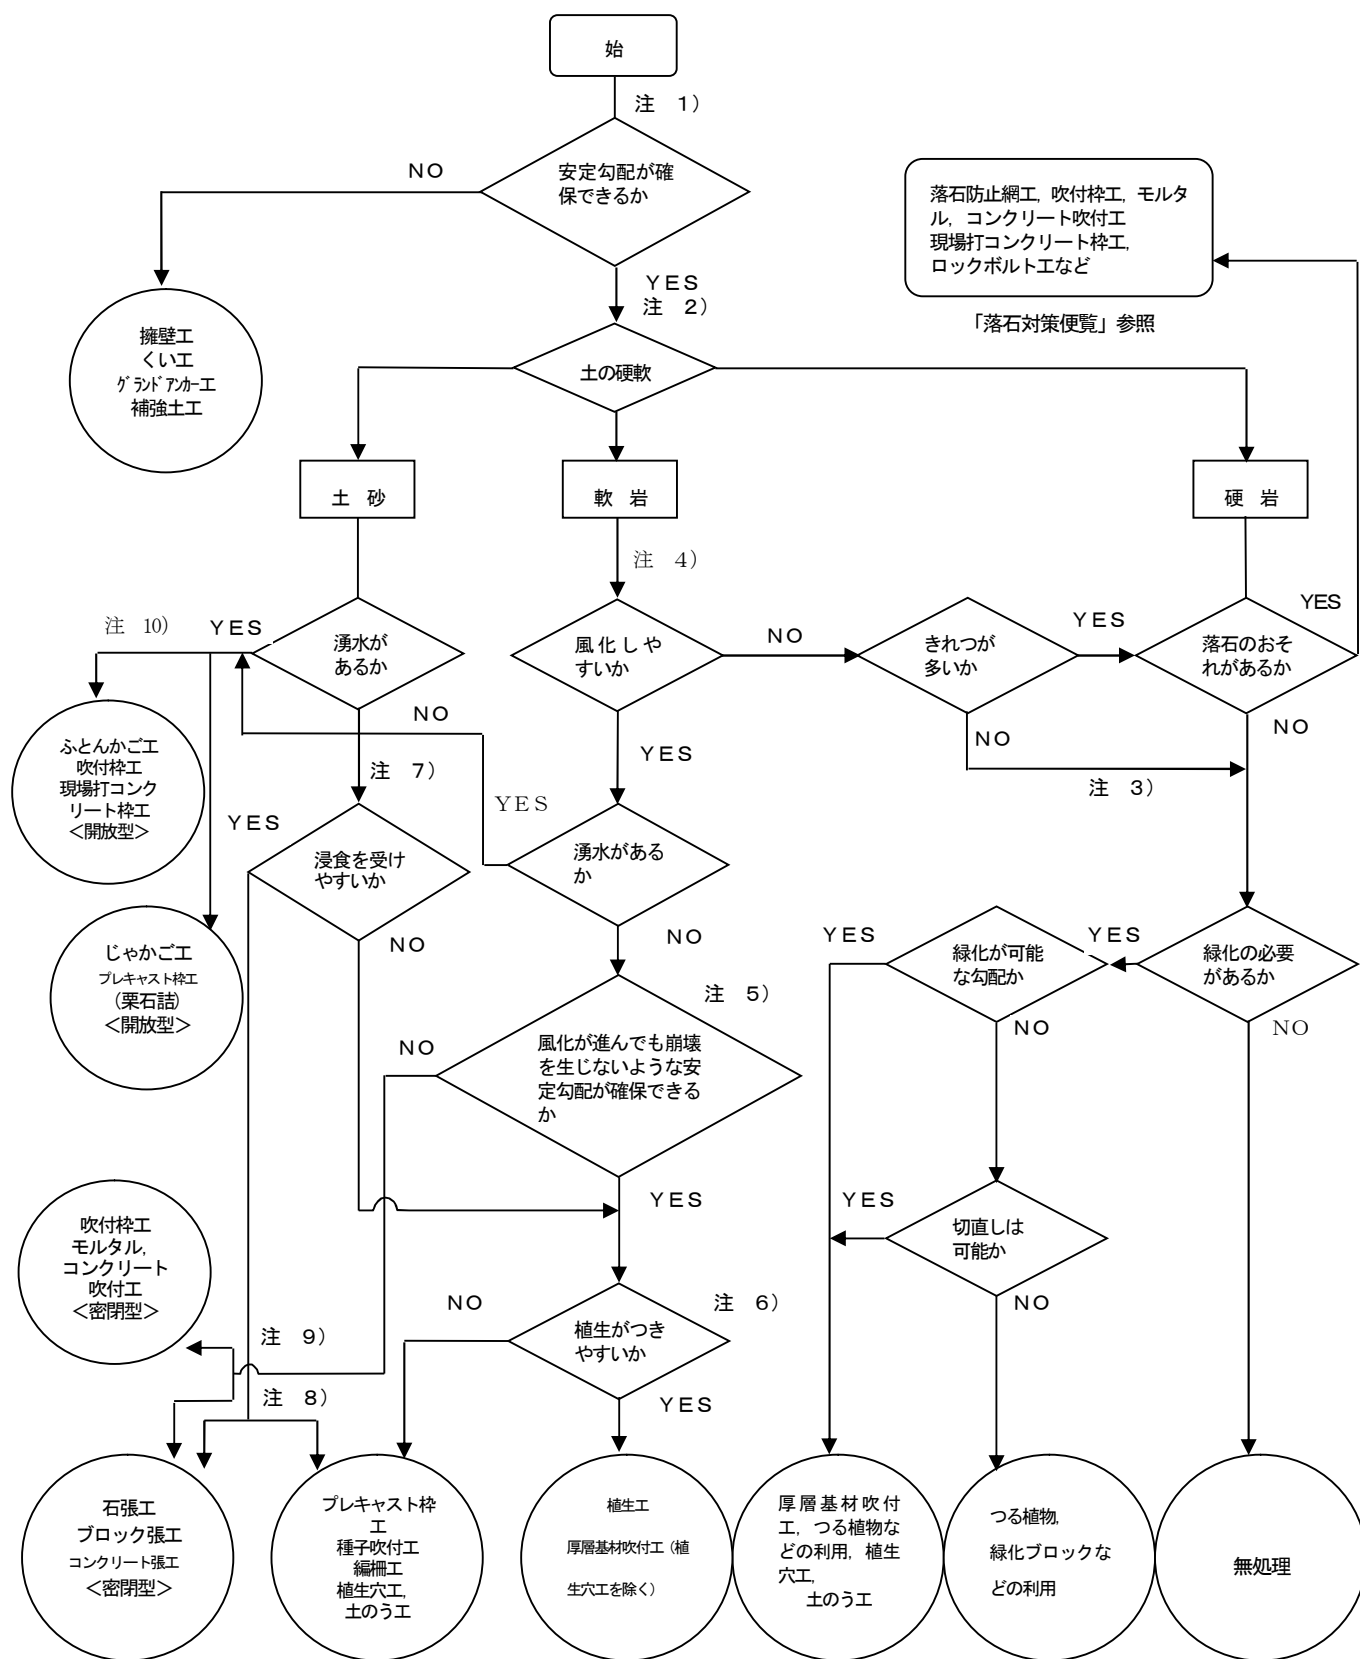 始
注 1）
NO
安定勾配が確
保できるか
落石防止網工，吹付枠工，モルタ
ル，コンクリート吹付工
現場打コンクリート枠工，
ロックボルト工など
「落石対策便覧」参照
YES
注 2）
擁壁工
くい工
グランドアンカー工
補強土工
土の硬軟
土 砂
軟 岩
硬 岩
注 4）
注 10）
YES
湧水が
あるか
風化しや
すいか
NO
きれつが
多いか
YES
落石のおそ
れがあるか
YES
NO
YES
NO
NO
注 3）
ふとんかご工
吹付枠工
現場打コンク
リート枠工
＜開放型＞
注 7）
YES
YES
浸食を受け
やすいか
湧水がある
か
NO
NO
YES
緑化が可能
な勾配か
YES
緑化の必要
があるか
じゃかご工
プレキャスト枠工
（栗石詰）
＜開放型＞
注 5）
NO
NO
NO
風化が進んでも崩壊
を生じないような安
定勾配が確保できる
か
YES
YES
切直しは
可能か
吹付枠工
モルタル，
コンクリート
吹付工
＜密閉型＞
NO
注 6）
NO
注 9）
植生がつき
やすいか
注 8）
YES
石張工
ブロック張工
コンクリート張工
＜密閉型＞
プレキャスト枠
工
種子吹付工
編柵工
植生穴工，
土のう工
植生工
厚層基材吹付工（植
生穴工を除く）
厚層基材吹付
工，つる植物な
どの利用，植生
穴工，
土のう工
つる植物，
緑化ブロックな
どの利用
無処理